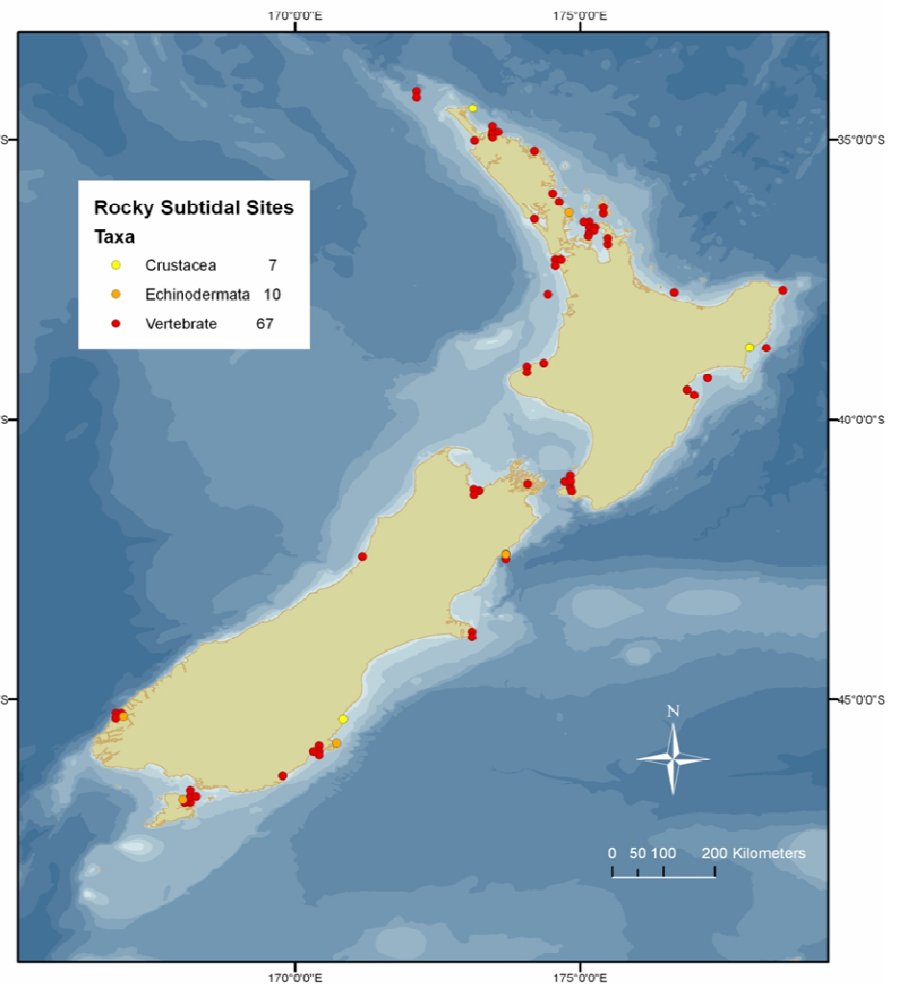 170°0'0"E 175°0'0"E
S 35°0'0"S
Rocky Subtidal Sites
Taxa
Crustacea 7
Echinodermata 10
Vertebrate 67
S 40°0'0"S
S 45°0'0"S
N
0 50 100 200 Kilometers
170°0'0"E 175°0'0"E